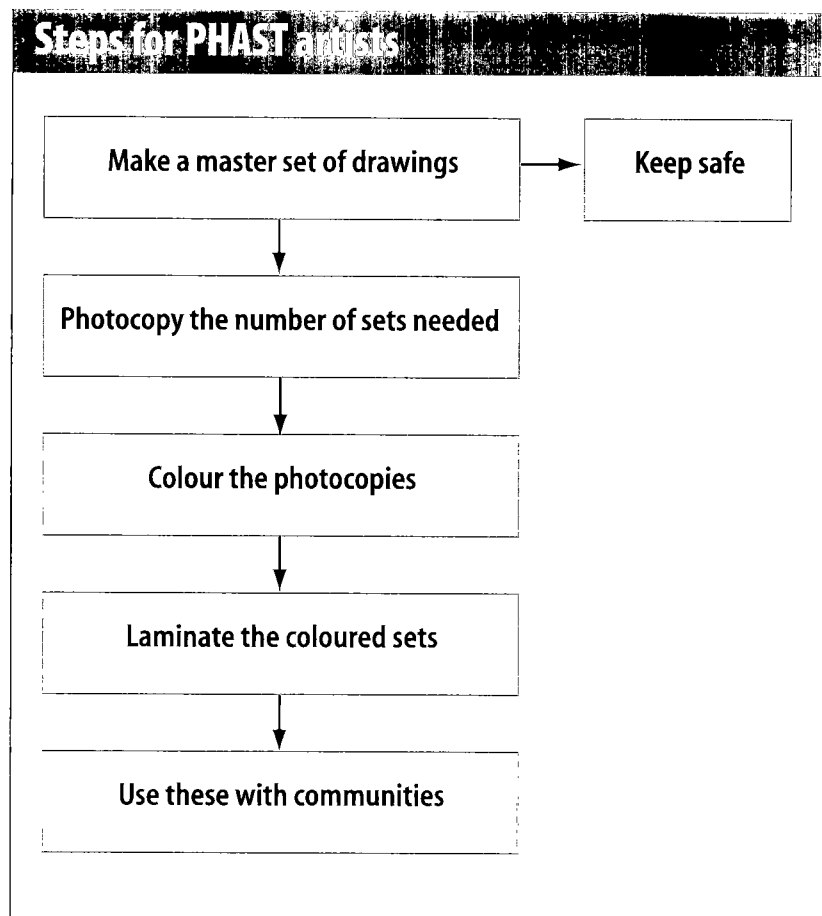 Steps for PHAST artists
Make a master set of drawings
Keep safe
Photocopy the number of sets needed
Colour the photocopies
Laminate the coloured sets
Use these with communities